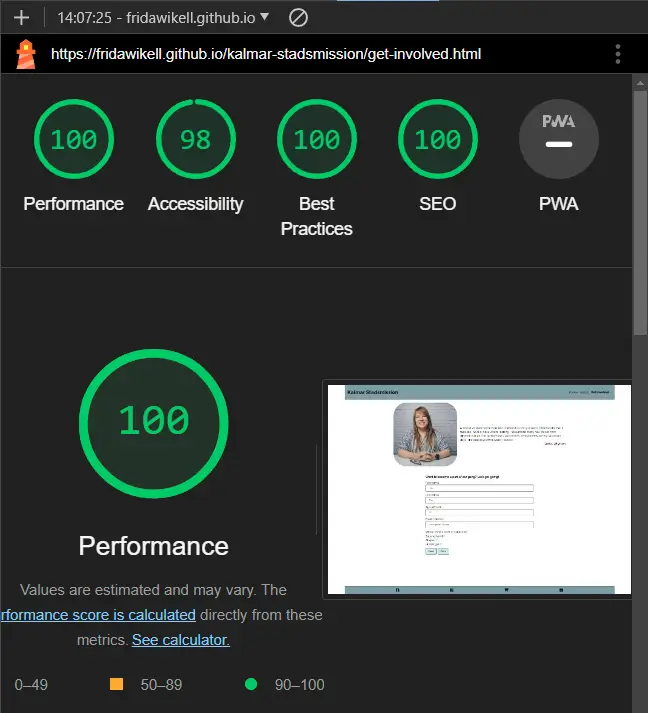 14:07:25 - fridawikell.github.io
https://fridawikell.github.io/kalmar-stadsmission/get-involved.html
100
98
100
100
PWA
Performance
Accessibility
Best
Practices
SEO
PWA
100
Kalmar Stadsmission
Performance
Values are estimated and may vary. The
rformance score is calculated directly from these
metrics. See calculator.
0–49
50–89
90–100